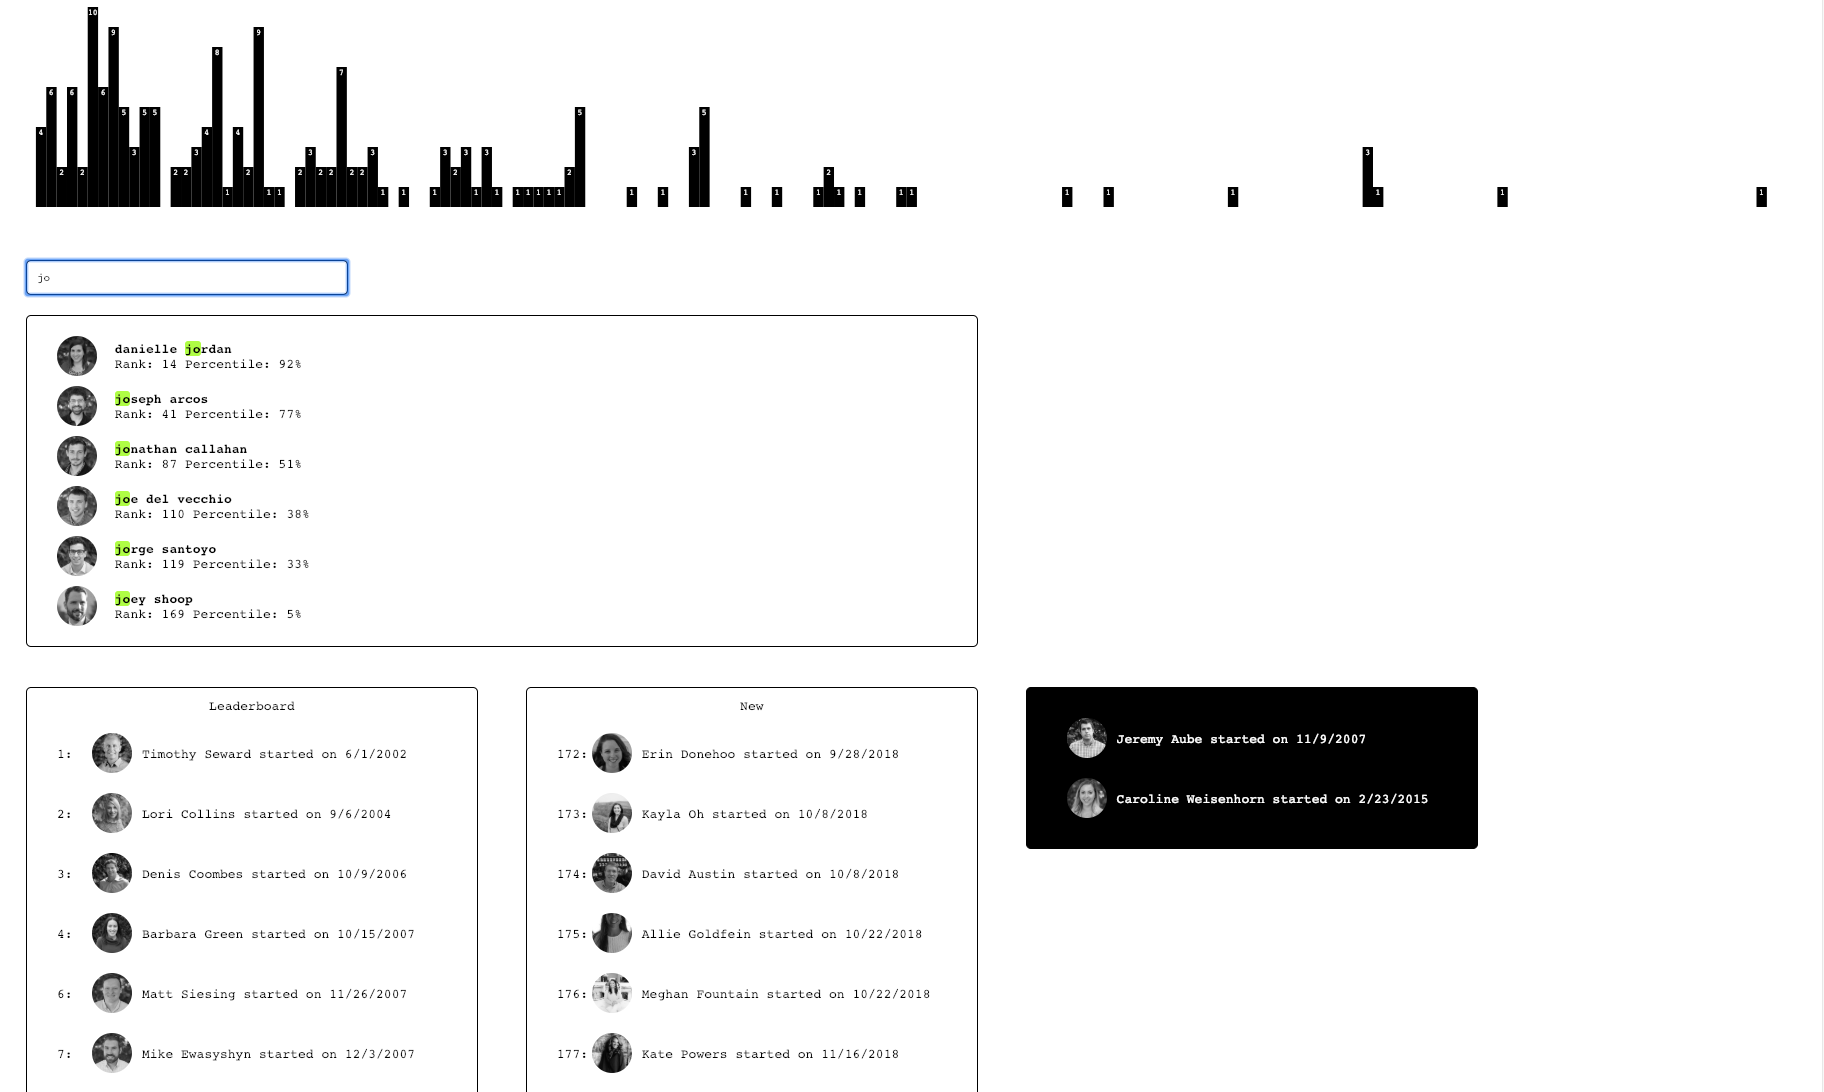 4 6 2 6 2 10 6 9 5 3 5 5 2 2 3 4 8 1 4 2 9 1 1 2 3 2 2 7 2 2 3 1 1 1 3 2 3 1 3 1 1 1 1 1 1 2 5 1 1 3 5 1 1 1 2 1 1 1 1 1 1 1 3 1 1 1
jo
danielle jordan
Rank: 14 Percentile: 92%
joseph arcos
Rank: 41 Percentile: 77%
jonathan callahan
Rank: 87 Percentile: 51%
joe del vecchio
Rank: 110 Percentile: 38%
jorge santoyo
Rank: 119 Percentile: 33%
joey shoop
Rank: 169 Percentile: 5%
Leaderboard
1: Timothy Seward started on 6/1/2002
2: Lori Collins started on 9/6/2004
3: Denis Coombes started on 10/9/2006
4: Barbara Green started on 10/15/2007
6: Matt Siesing started on 11/26/2007
7: Mike Ewasyshyn started on 12/3/2007
New
172: Erin Donehoo started on 9/28/2018
173: Kayla Oh started on 10/8/2018
174: David Austin started on 10/8/2018
175: Allie Goldfein started on 10/22/2018
176: Meghan Fountain started on 10/22/2018
177: Kate Powers started on 11/16/2018
Jeremy Aube started on 11/9/2007
Caroline Weisenhorn started on 2/23/2015